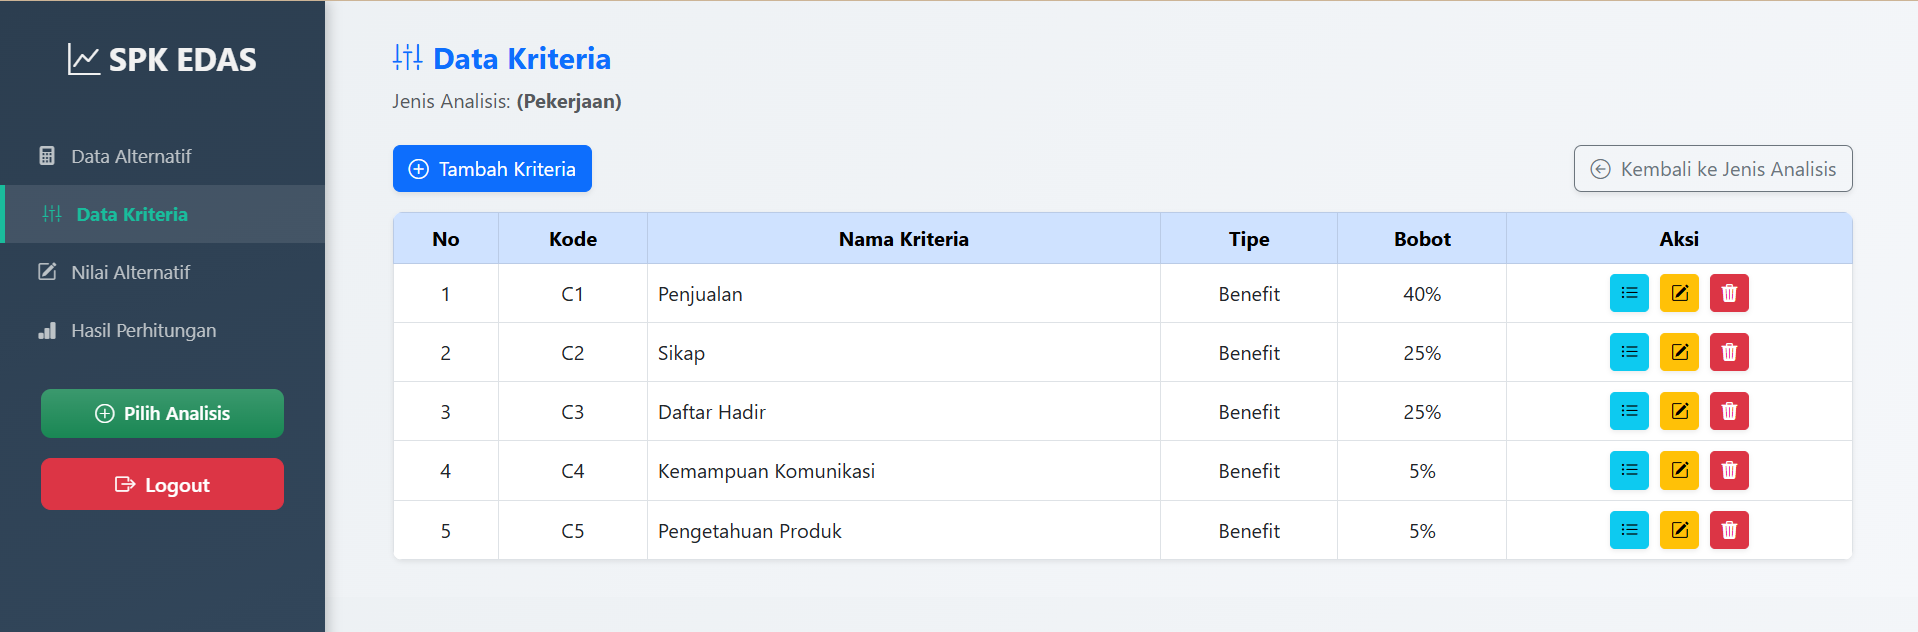 SPK EDAS
Data Alternatif
Data Kriteria
Nilai Alternatif
Hasil Perhitungan
Pilih Analisis
Logout
Data Kriteria
Jenis Analisis: (Pekerjaan)
Tambah Kriteria
Kembali ke Jenis Analisis
No Kode Nama Kriteria Tipe Bobot Aksi
1 C1 Penjualan Benefit 40%
2 C2 Sikap Benefit 25%
3 C3 Daftar Hadir Benefit 25%
4 C4 Kemampuan Komunikasi Benefit 5%
5 C5 Pengetahuan Produk Benefit 5%